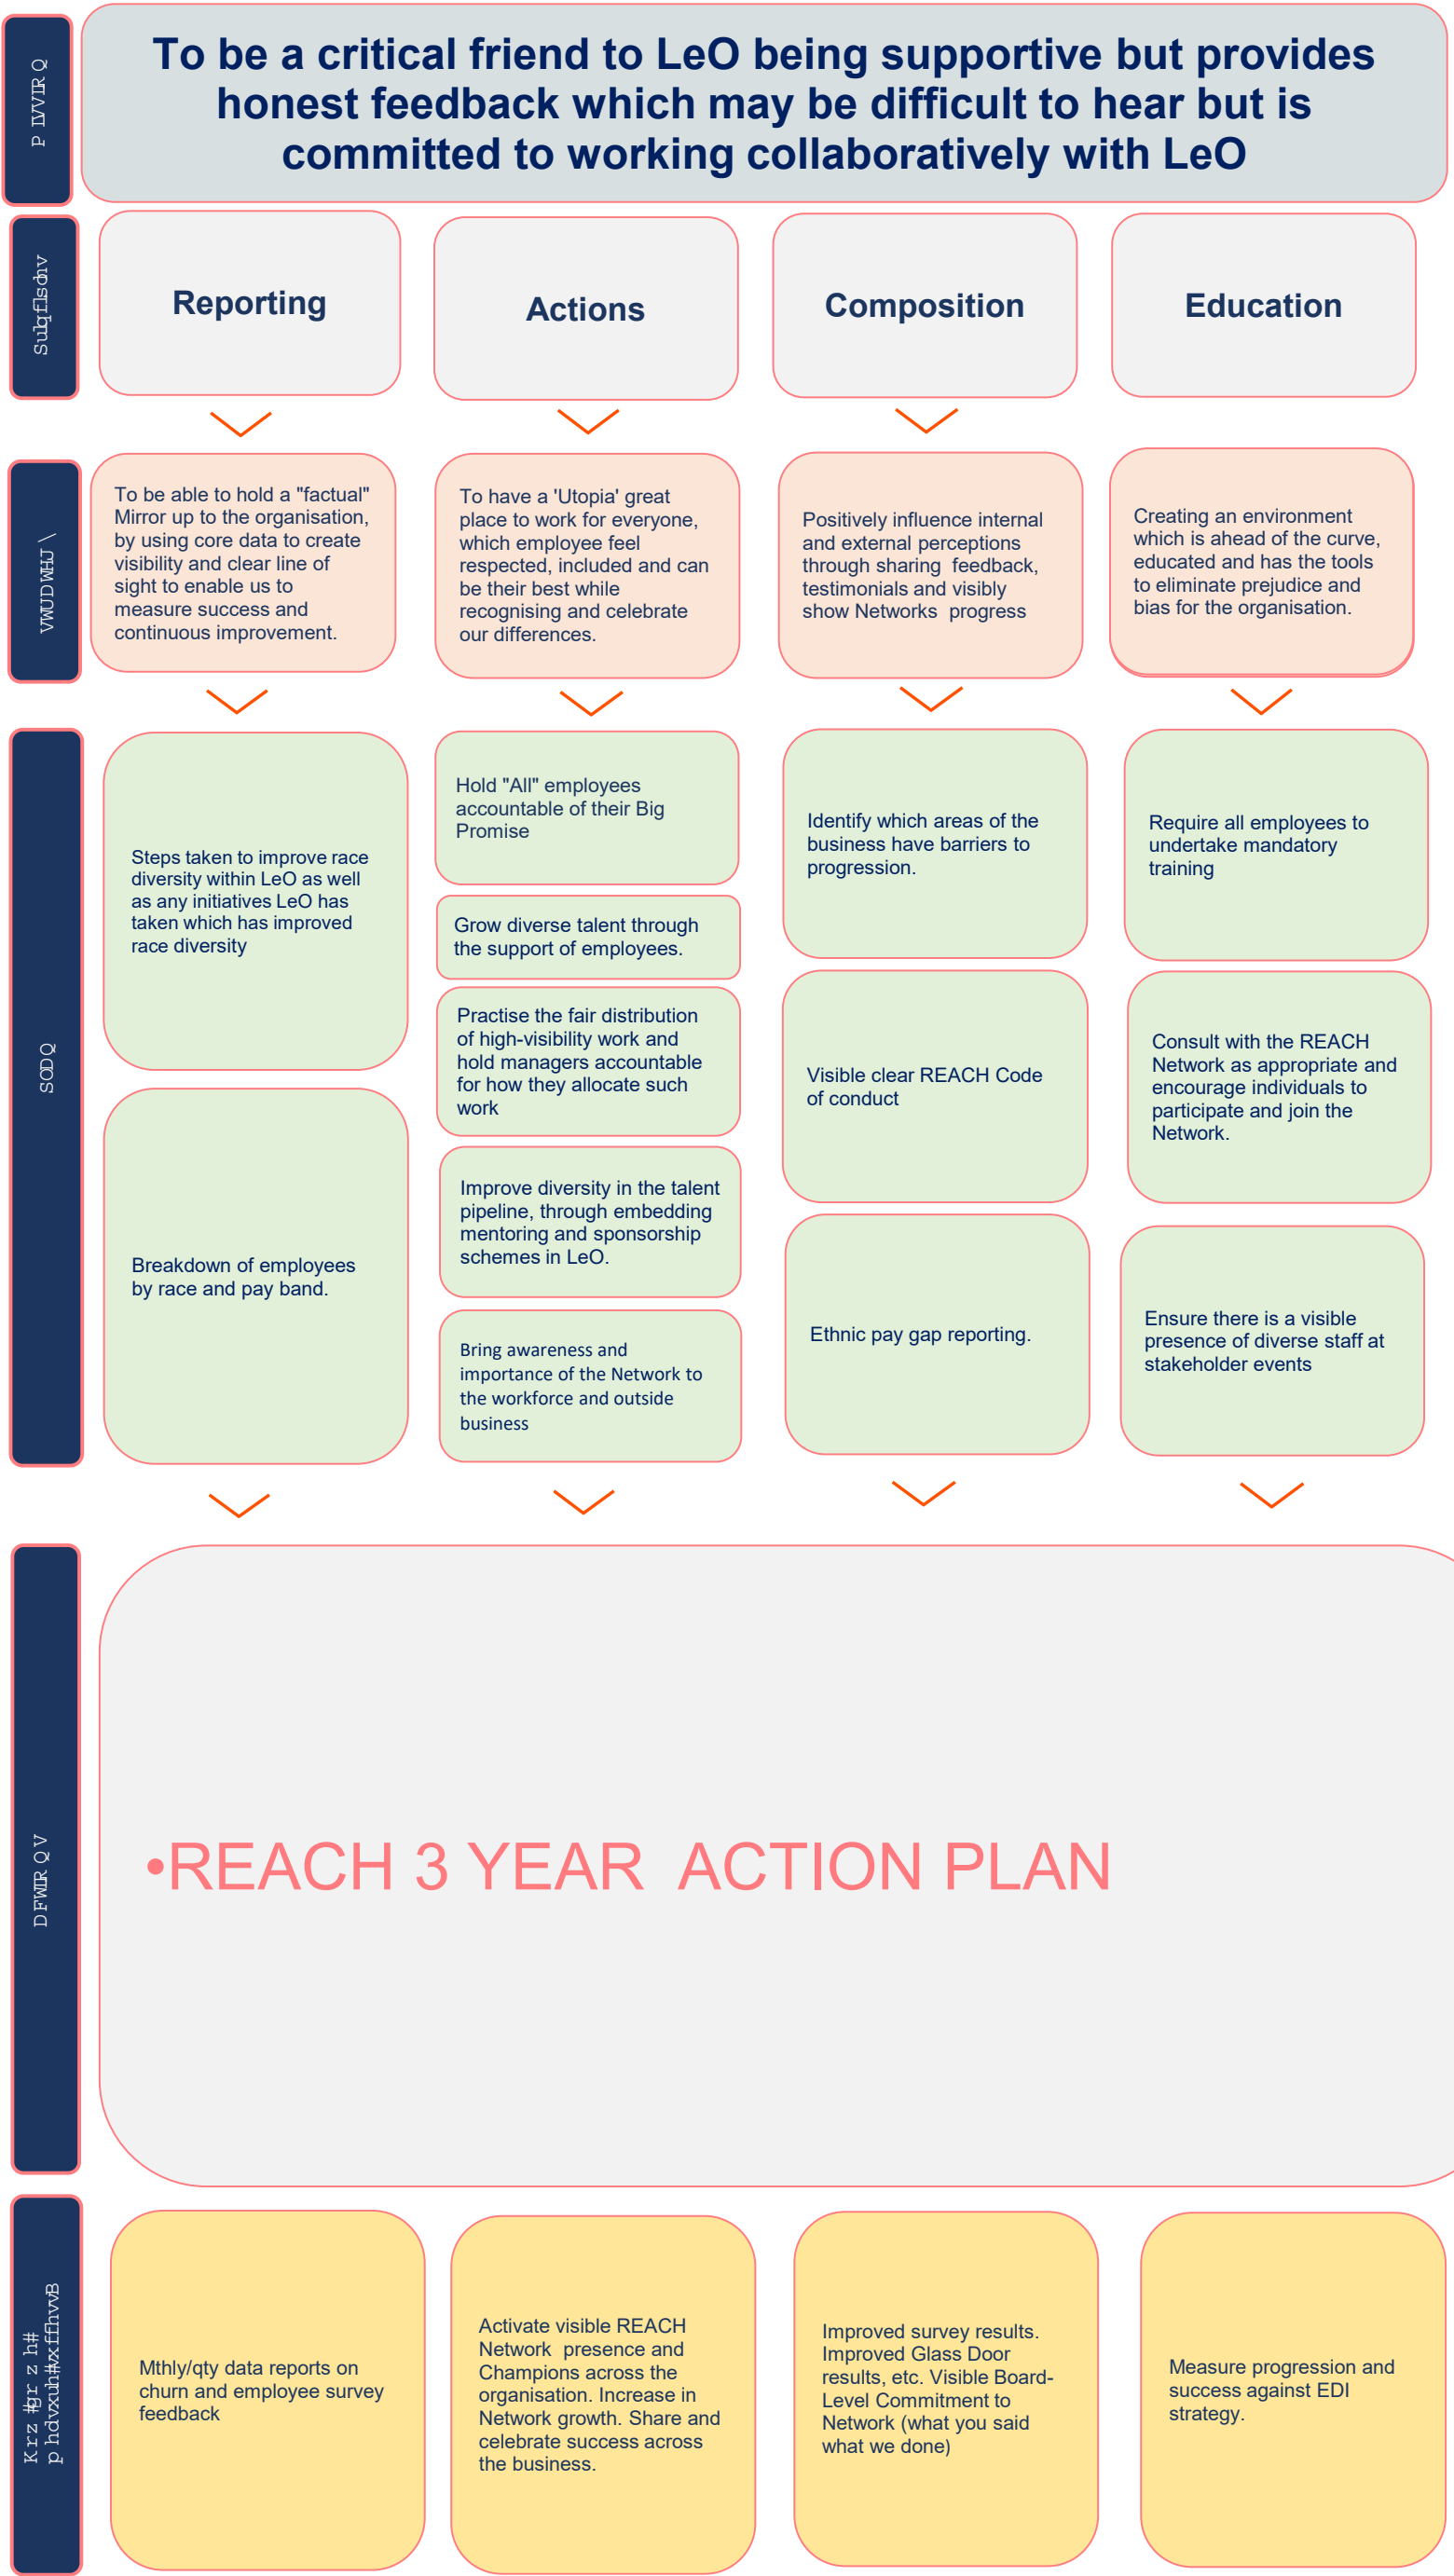 P LVVLR Q
To be a critical friend to LeO being supportive but provides
honest feedback which may be difficult to hear but is
committed to working collaboratively with LeO
Sulqflsohv
Reporting
Actions
Composition
Education
VWUDWHJ \
To be able to hold a "factual"
Mirror up to the organisation,
by using core data to create
visibility and clear line of
sight to enable us to
measure success and
continuous improvement.
To have a 'Utopia' great
place to work for everyone,
which employee feel
respected, included and can
be their best while
recognising and celebrate
our differences.
Positively influence internal
and external perceptions
through sharing  feedback,
testimonials and visibly
show Networks  progress
Creating an environment
which is ahead of the curve,
educated and has the tools
to eliminate prejudice and
bias for the organisation.
SODQ
Steps taken to improve race
diversity within LeO as well
as any initiatives LeO has
taken which has improved
race diversity
Breakdown of employees
by race and pay band.
Hold "All" employees
accountable of their Big
Promise
Grow diverse talent through
the support of employees.
Practise the fair distribution
of high-visibility work and
hold managers accountable
for how they allocate such
work
Improve diversity in the talent
pipeline, through embedding
mentoring and sponsorship
schemes in LeO.
Bring awareness and
importance of the Network to
the workforce and outside
business
Identify which areas of the
business have barriers to
progression.
Visible clear REACH Code
of conduct
Ethnic pay gap reporting.
Require all employees to
undertake mandatory
training
Consult with the REACH
Network as appropriate and
encourage individuals to
participate and join the
Network.
Ensure there is a visible
presence of diverse staff at
stakeholder events
DFWLR QV
•REACH 3 YEAR  ACTION PLAN
Krz #gr z h#
p hdvxuh#vxffhvvB
Mthly/qty data reports on
churn and employee survey
feedback
Activate visible REACH
Network  presence and
Champions across the
organisation. Increase in
Network growth. Share and
celebrate success across
the business.
Improved survey results.
Improved Glass Door
results, etc. Visible Board-
Level Commitment to
Network (what you said
what we done)
Measure progression and
success against EDI
strategy.